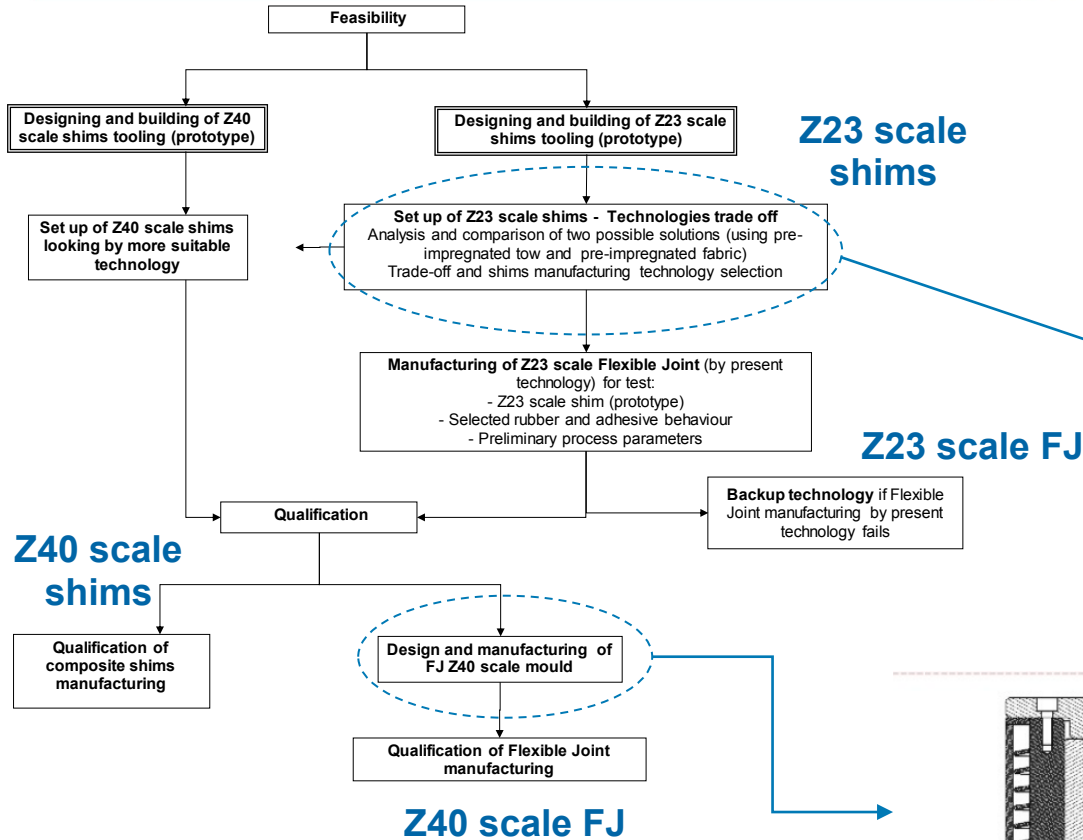 Feasibility
Designing and building of Z40
scale shims tooling (prototype)
Designing and building of Z23 scale
shims tooling (prototype)
Z23 scale
shims
Set up of Z40 scale shims
looking by more suitable
technology
Set up of Z23 scale shims - Technologies trade off
Analysis and comparison of two possible solutions (using pre-
impregnated tow and pre-impregnated fabric)
Trade-off and shims manufacturing technology selection
Manufacturing of Z23 scale Flexible Joint (by present
technology) for test:
- Z23 scale shim (prototype)
- Selected rubber and adhesive behaviour
- Preliminary process parameters
Z23 scale FJ
Backup technology if Flexible
Joint manufacturing by present
technology fails
Qualification
Z40 scale
shims
Qualification of
composite shims
manufacturing
Design and manufacturing of
FJ Z40 scale mould
Qualification of Flexible Joint
manufacturing
Z40 scale FJ